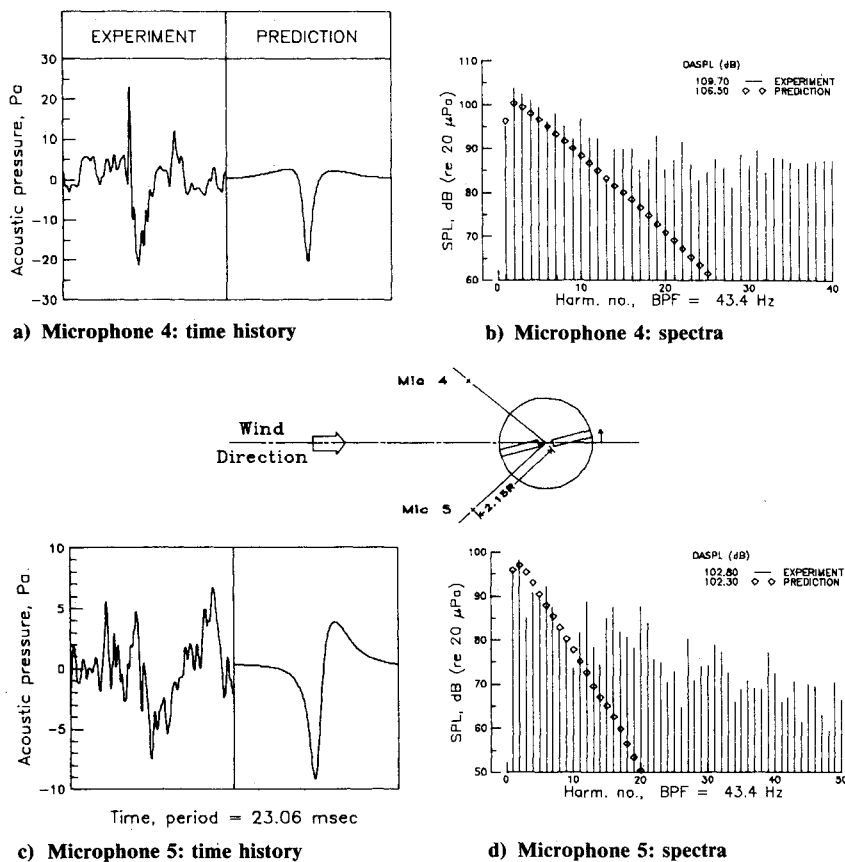 EXPERIMENT PREDICTION
Acoustic pressure, Pa
30
20
10
0
-10
-20
30
a) Microphone 4: time history
OASPL (dB)
109.70 EXPERIMENT
106.50 PREDICTION
SPL, dB (re 20 μPa)
110
100
90
80
70
60
0 10 20 30 40
Harm. no., BPF = 43.4 Hz
b) Microphone 4: spectra
Mic 4
Wind
Direction
Mic 5
2.15R
Acoustic pressure, Pa.
10
5
0
-5
-10
Time, period = 23.06 msec
c) Microphone 5: time history
OASPL (dB)
102.80 EXPERIMENT
102.30 PREDICTION
SPL, dB (re 20 μPa)
100
90
80
70
60
50
0 10 20 30 40 50
Harm. no., BPF = 43.4 Hz
d) Microphone 5: spectra